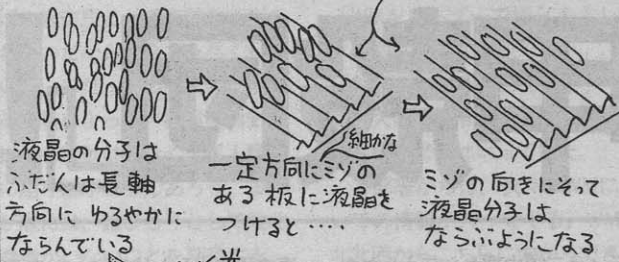 液晶の分子は
ふだんは長軸
方向に ゆるやかに
ならんでいる
細かな
一定方向にミゾの
ある板に液晶を
つけると‥‥
ミゾの向きにそって
液晶分子は
ならぶようになる
光